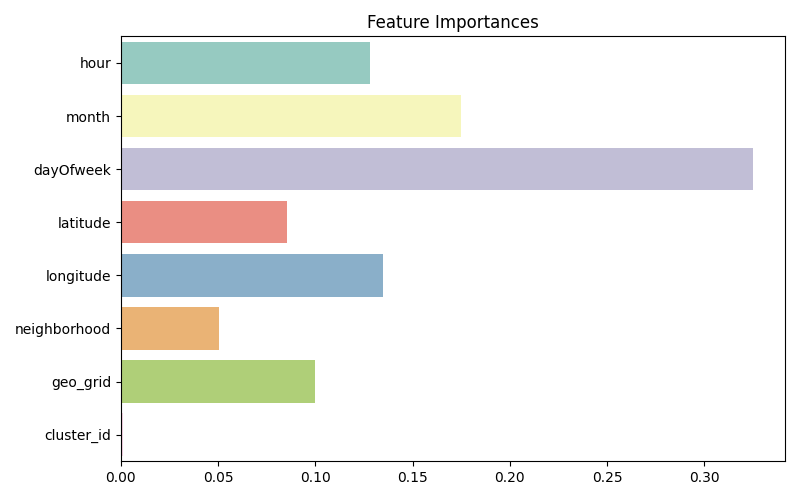 Feature Importances
hour
month
dayOfweek
latitude
longitude
neighborhood
geo_grid
cluster_id
0.00 0.05 0.10 0.15 0.20 0.25 0.30